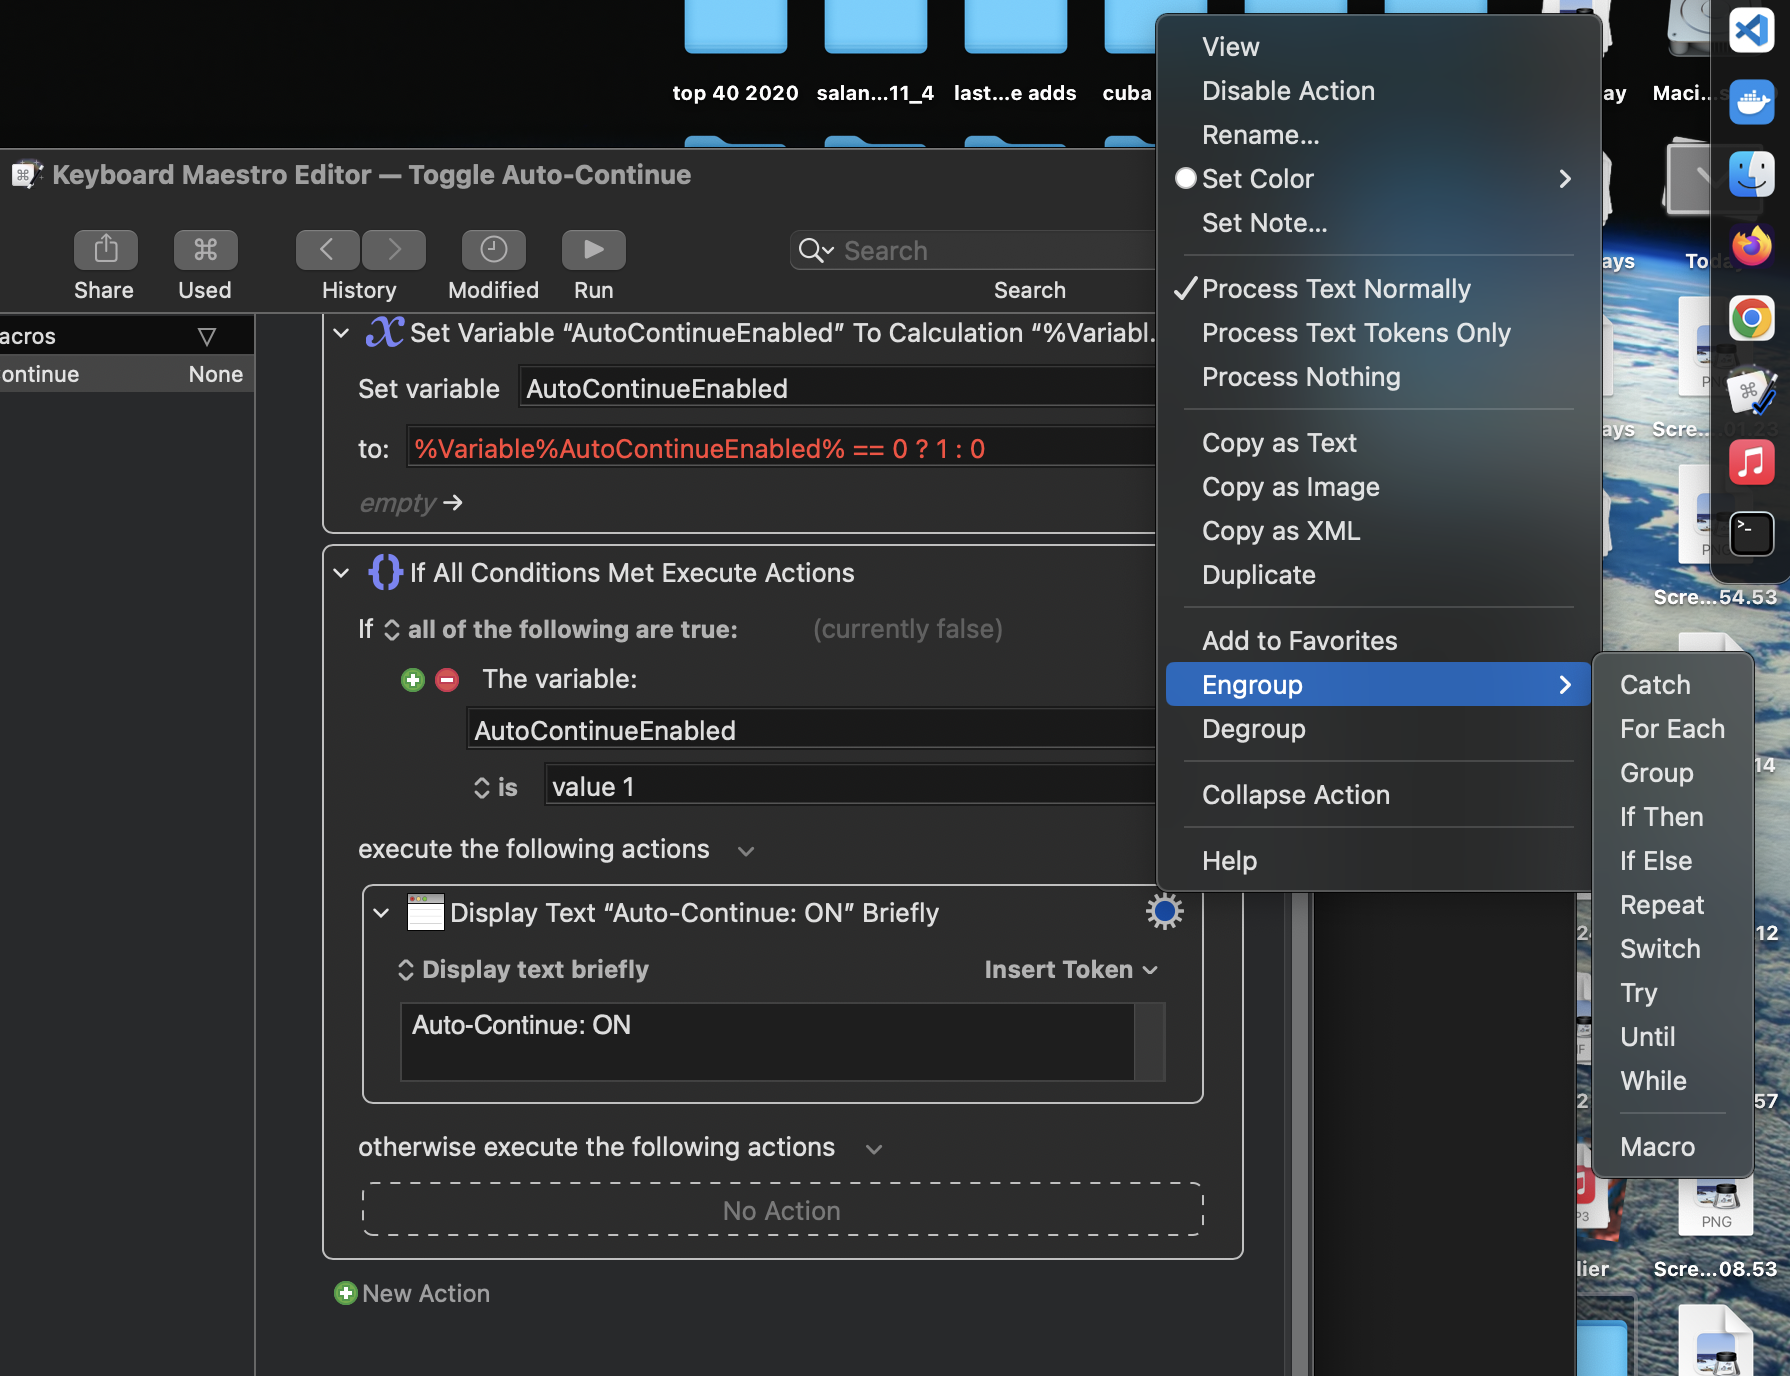 top 40 2020
salan...11_4
last...e adds
cuba
ay
Maci...
Keyboard Maestro Editor — Toggle Auto-Continue
Share
Used
History
Modified
Run
Search
Search
acros
ontinue
None
Set Variable “AutoContinueEnabled” To Calculation “%Variabl...
Set variable
AutoContinueEnabled
to:
%Variable%AutoContinueEnabled% == 0 ? 1 : 0
empty →
If All Conditions Met Execute Actions
If all of the following are true:
(currently false)
The variable:
AutoContinueEnabled
is
value 1
execute the following actions
Display Text “Auto-Continue: ON” Briefly
Display text briefly
Insert Token
Auto-Continue: ON
otherwise execute the following actions
No Action
New Action
View
Disable Action
Rename...
Set Color
Set Note...
Process Text Normally
Process Text Tokens Only
Process Nothing
Copy as Text
Copy as Image
Copy as XML
Duplicate
Add to Favorites
Engroup
Degroup
Collapse Action
Help
Catch
For Each
Group
If Then
If Else
Repeat
Switch
Try
Until
While
Macro
ays
Toda
ays
Scre...01.23
Scre...54.53
14
12
57
P3
PNG
lier
Scre...08.53